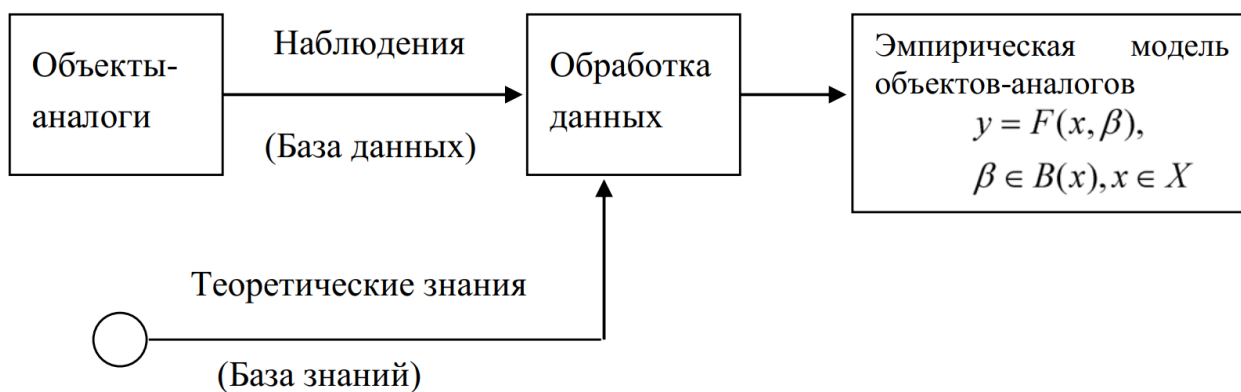 Объекты-
аналоги
Наблюдения
(База данных)
Обработка
данных
Эмпирическая модель
объектов-аналогов
y = F(x, β),
β ∈ B(x), x ∈ X
Теоретические знания
(База знаний)